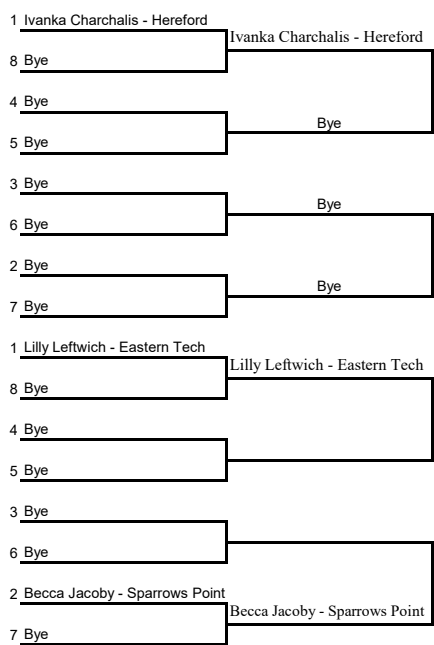 1 Ivanka Charchalis - Hereford
Ivanka Charchalis - Hereford
8 Bye
4 Bye
Bye
5 Bye
3 Bye
Bye
6 Bye
2 Bye
Bye
7 Bye
1 Lilly Leftwich - Eastern Tech
Lilly Leftwich - Eastern Tech
8 Bye
4 Bye
5 Bye
3 Bye
6 Bye
2 Becca Jacoby - Sparrows Point
Becca Jacoby - Sparrows Point
7 Bye